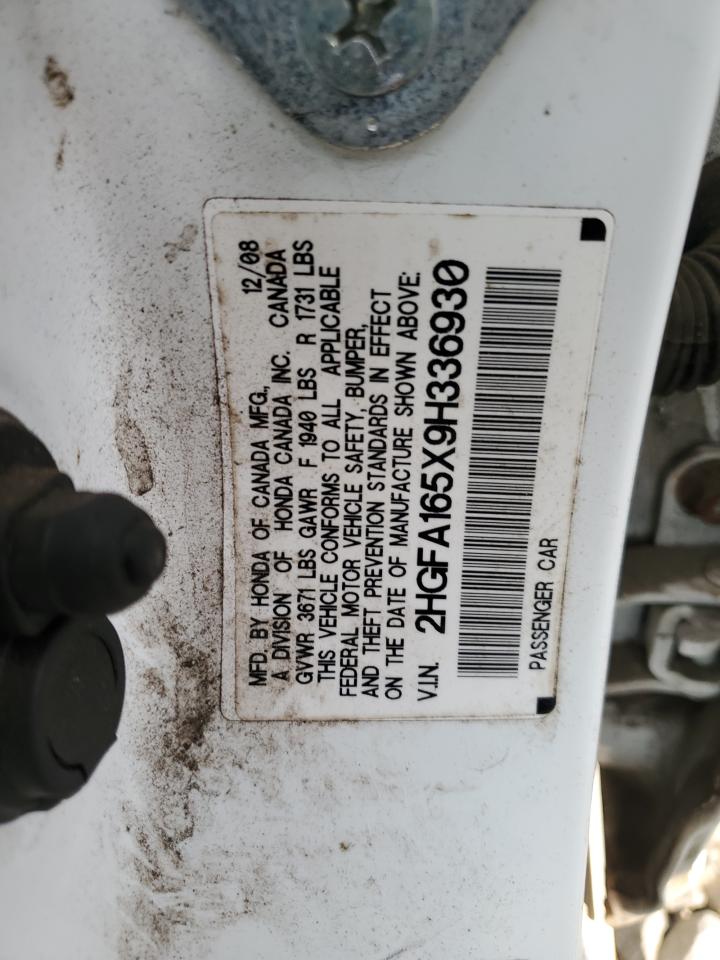 MFD. BY HONDA OF CANADA MFG., 12/08
A DIVISION OF HONDA CANADA INC. CANADA
GVWR 3671 LBS GAWR F 1940 LBS R 1731 LBS
THIS VEHICLE CONFORMS TO ALL APPLICABLE
FEDERAL MOTOR VEHICLE SAFETY, BUMPER,
AND THEFT PREVENTION STANDARDS IN EFFECT
ON THE DATE OF MANUFACTURE SHOWN ABOVE:
V.I.N. 2HGFA165X9H336930
PASSENGER CAR